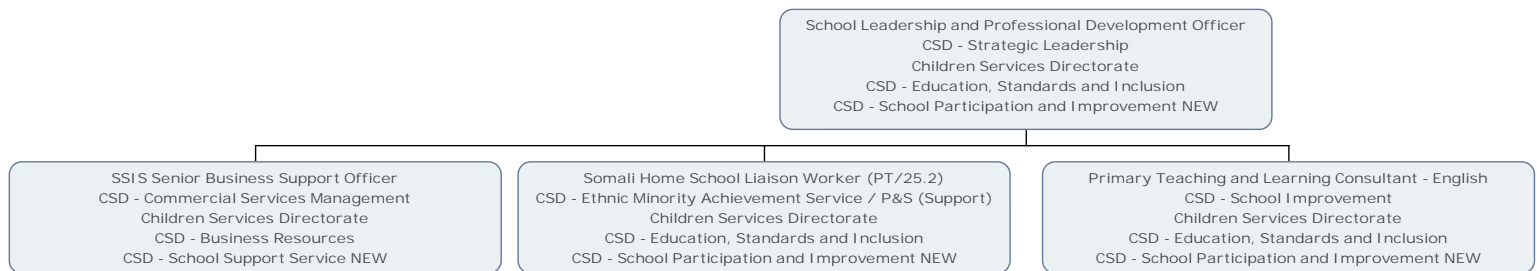 School Leadership and Professional Development Officer
CSD - Strategic Leadership
Children Services Directorate
CSD - Education, Standards and Inclusion
CSD - School Participation and Improvement NEW
SSIS Senior Business Support Officer
CSD - Commercial Services Management
Children Services Directorate
CSD - Business Resources
CSD - School Support Service NEW
Somali Home School Liaison Worker (PT/25.2)
CSD - Ethnic Minority Achievement Service / P&S (Support)
Children Services Directorate
CSD - Education, Standards and Inclusion
CSD - School Participation and Improvement NEW
Primary Teaching and Learning Consultant - English
CSD - School Improvement
Children Services Directorate
CSD - Education, Standards and Inclusion
CSD - School Participation and Improvement NEW